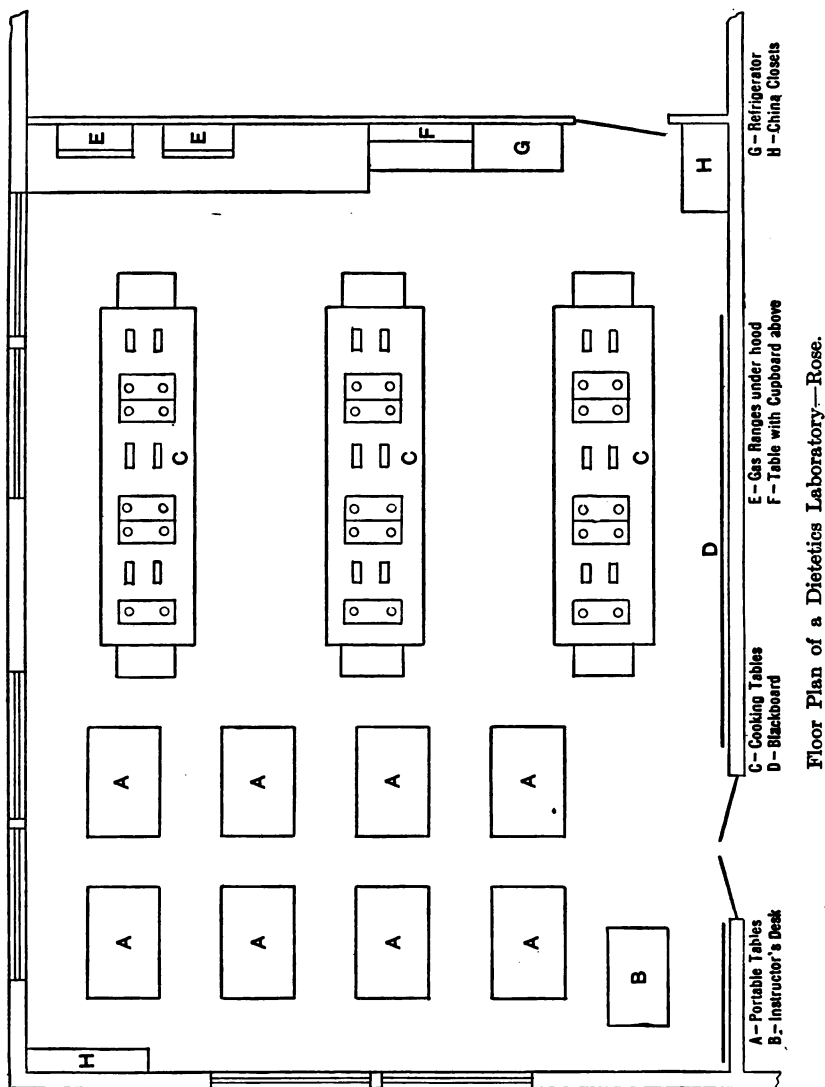 E
E
F
G
H
C
C
C
D
A
A
A
A
A
A
A
A
B
H
A–Portable Tables
B–Instructor's Desk
C–Cooking Tables
D–Blackboard
E–Gas Ranges under hood
F–Table with Cupboard above
G–Refrigerator
H–China Closets
Floor Plan of a Dietetics Laboratory—Rose.